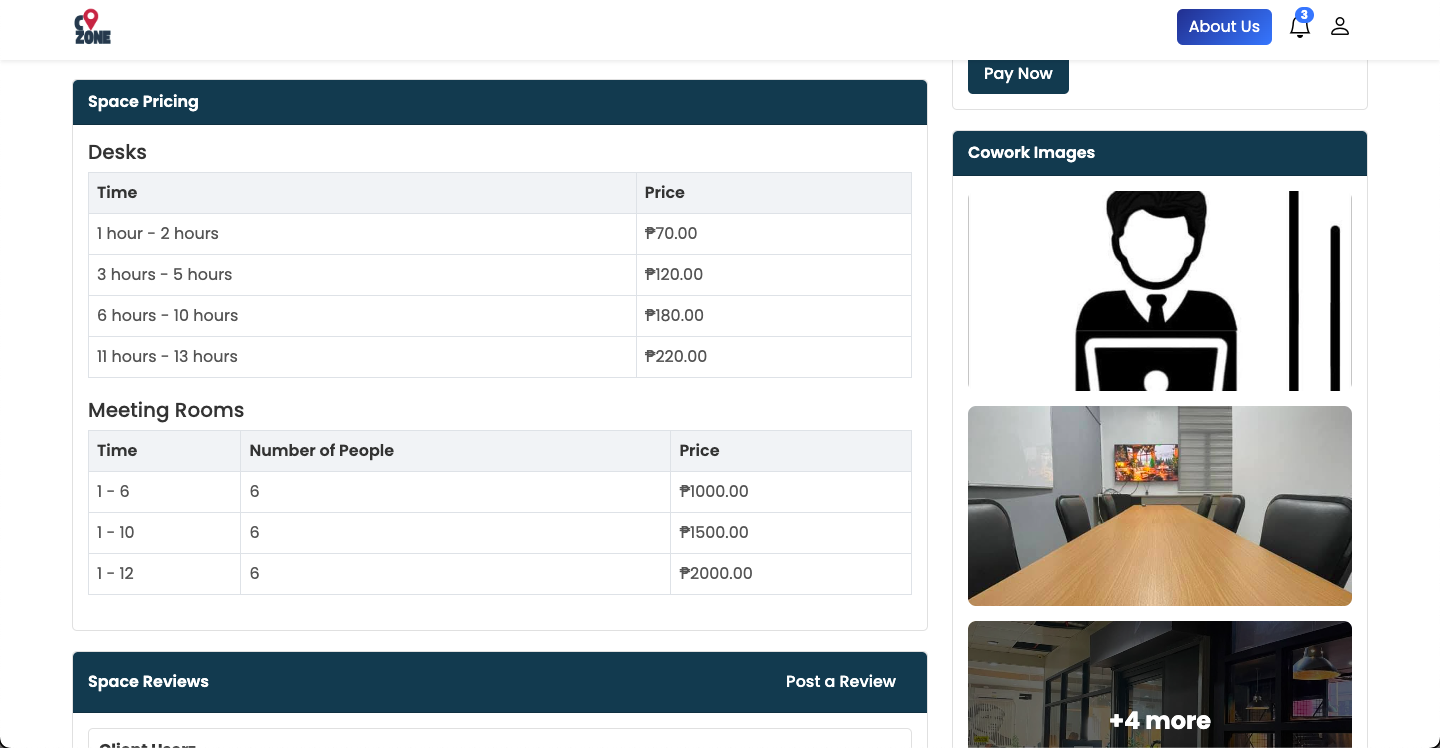 C ZONE
About Us
3
Pay Now
Space Pricing
Desks
Time Price
1 hour - 2 hours ₱70.00
3 hours - 5 hours ₱120.00
6 hours - 10 hours ₱180.00
11 hours - 13 hours ₱220.00
Meeting Rooms
Time Number of People Price
1 - 6 6 ₱1000.00
1 - 10 6 ₱1500.00
1 - 12 6 ₱2000.00
Space Reviews Post a Review
Cowork Images
+4 more